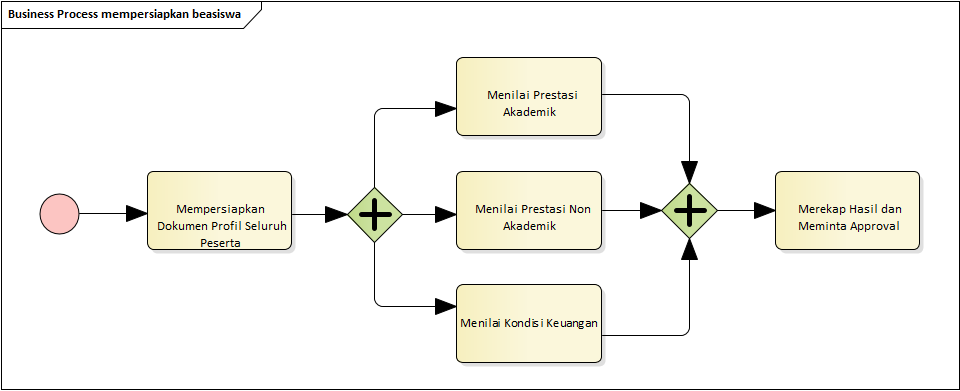 Business Process mempersiapkan beasiswa
Menilai Prestasi
Akademik
Mempersiapkan
Dokumen Profil Seluruh
Peserta
Menilai Prestasi Non
Akademik
Merekap Hasil dan
Meminta Approval
Menilai Kondisi Keuangan